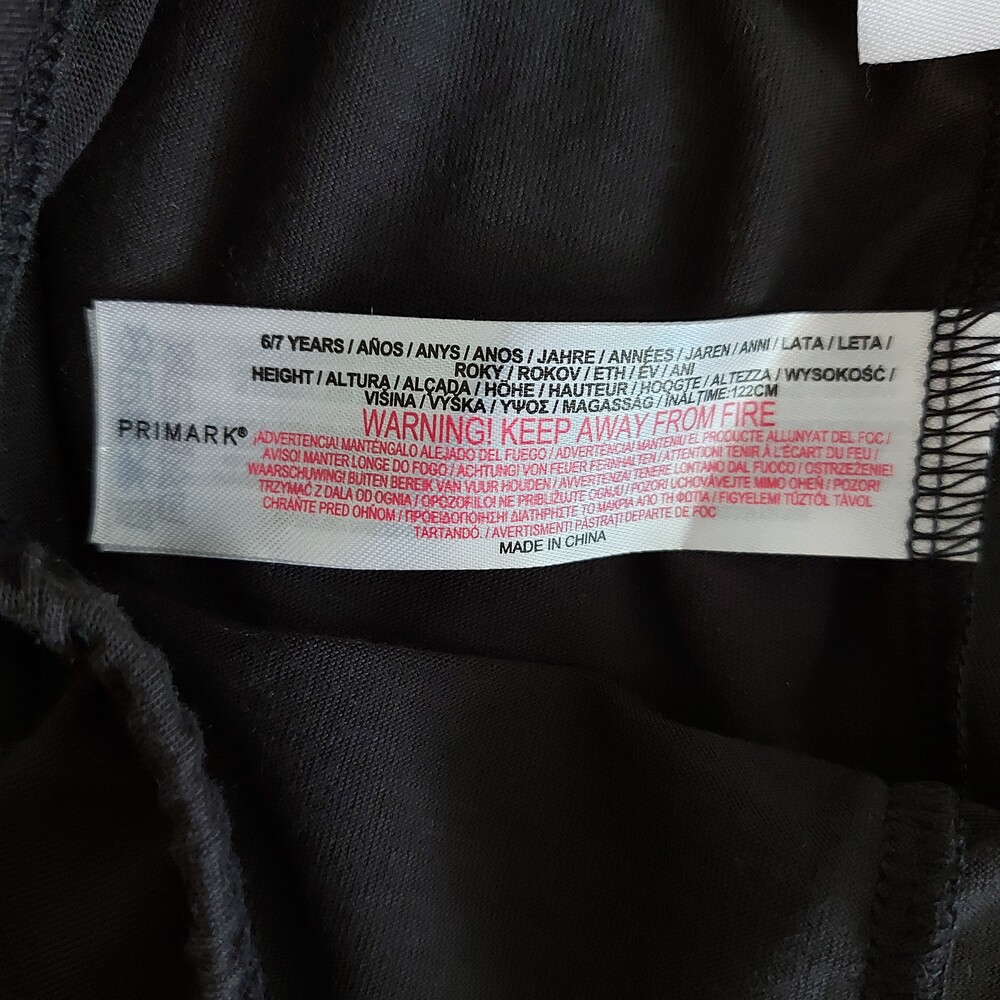 6/7 YEARS / AÑOS / ANYS / ANOS / JAHRE / ANNÉES / JAREN / ANNI / LATA / LETA /
ROKY / ROKOV / ETH / ÉV / ANI
HEIGHT / ALTURA / ALÇADA / HÖHE / HAUTEUR / HOOGTE / ALTEZZA / WYSOKOŚĆ /
VIŠINA / VÝŠKA / ΥΨΟΣ / MAGASSÁG / ÎNĂLȚIME:122CM
WARNING! KEEP AWAY FROM FIRE
PRIMARK®
¡ADVERTENCIA! MANTÉNGALO ALEJADO DEL FUEGO / ADVERTÈNCIA! MANTENIU EL PRODUCTE ALLUNYAT DEL FOC /
AVISO! MANTER LONGE DO FOGO / ACHTUNG! VON FEUER FERNHALTEN / ATTENTION! TENIR À L'ÉCART DU FEU /
WAARSCHUWING! BUITEN BEREIK VAN VUUR HOUDEN / AVVERTENZA! TENERE LONTANO DAL FUOCO / OSTRZEŻENIE!
TRZYMAĆ Z DALA OD OGNIA / OPOZORILO! NE PRIBLIŽUJTE OGNJU / POZOR! UCHOVÁVEJTE MIMO OHEŇ / POZOR!
CHRÁŇTE PRED OHŇOM / ΠΡΟΕΙΔΟΠΟΙΗΣΗ! ΔΙΑΤΗΡΗΣΤΕ ΤΟ ΜΑΚΡΙΑ ΑΠΟ ΤΗ ΦΩΤΙΑ / FIGYELEM! TŰZTŐL TÁVOL
TARTANDÓ. / AVERTISMENT! PĂSTRAȚI DEPARTE DE FOC
MADE IN CHINA